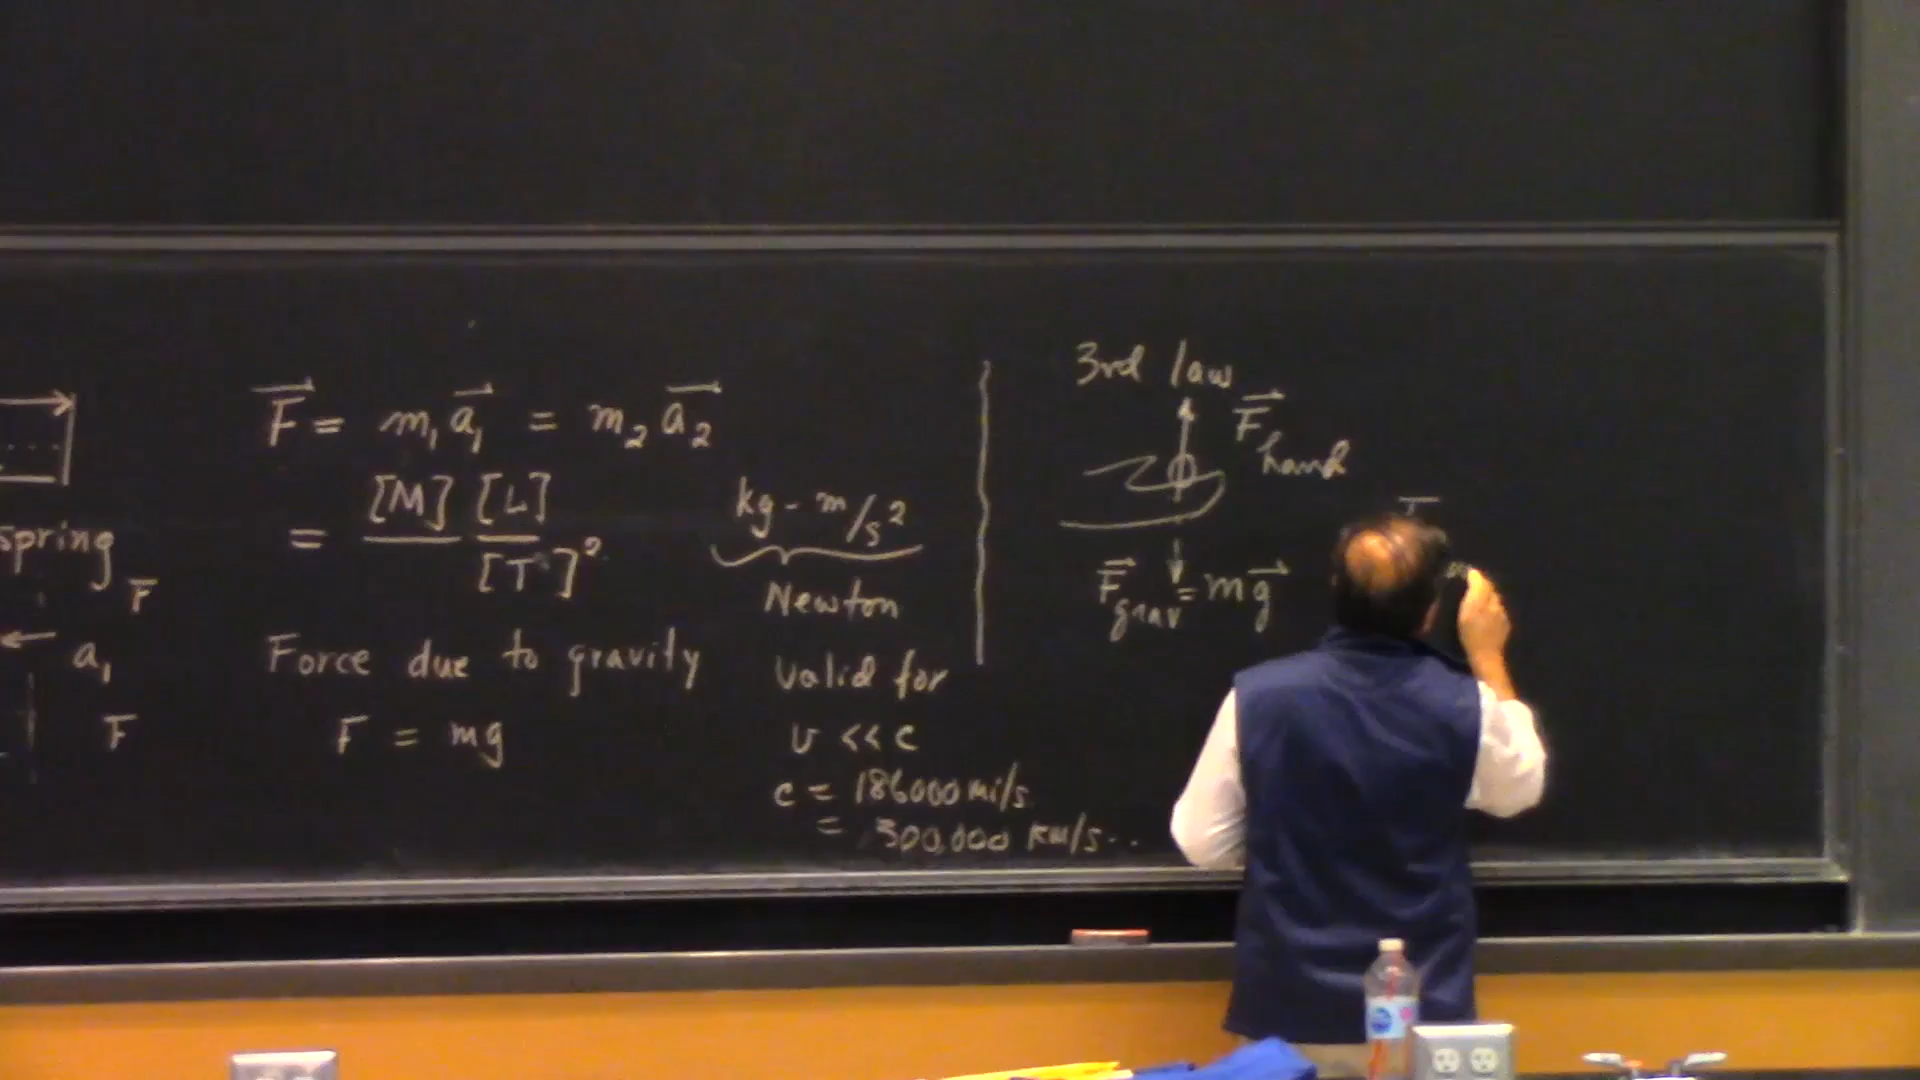 spring
F
a₁
F
F⃗ = m₁a⃗₁ = m₂a⃗₂
= [M] [L] / [T]²
kg - m/s²
Newton
Force due to gravity
F = mg
valid for
v << c
c = 186000 mi/s
= 300,000 km/s..
3rd law
F⃗ hand
F⃗ grav = mg⃗